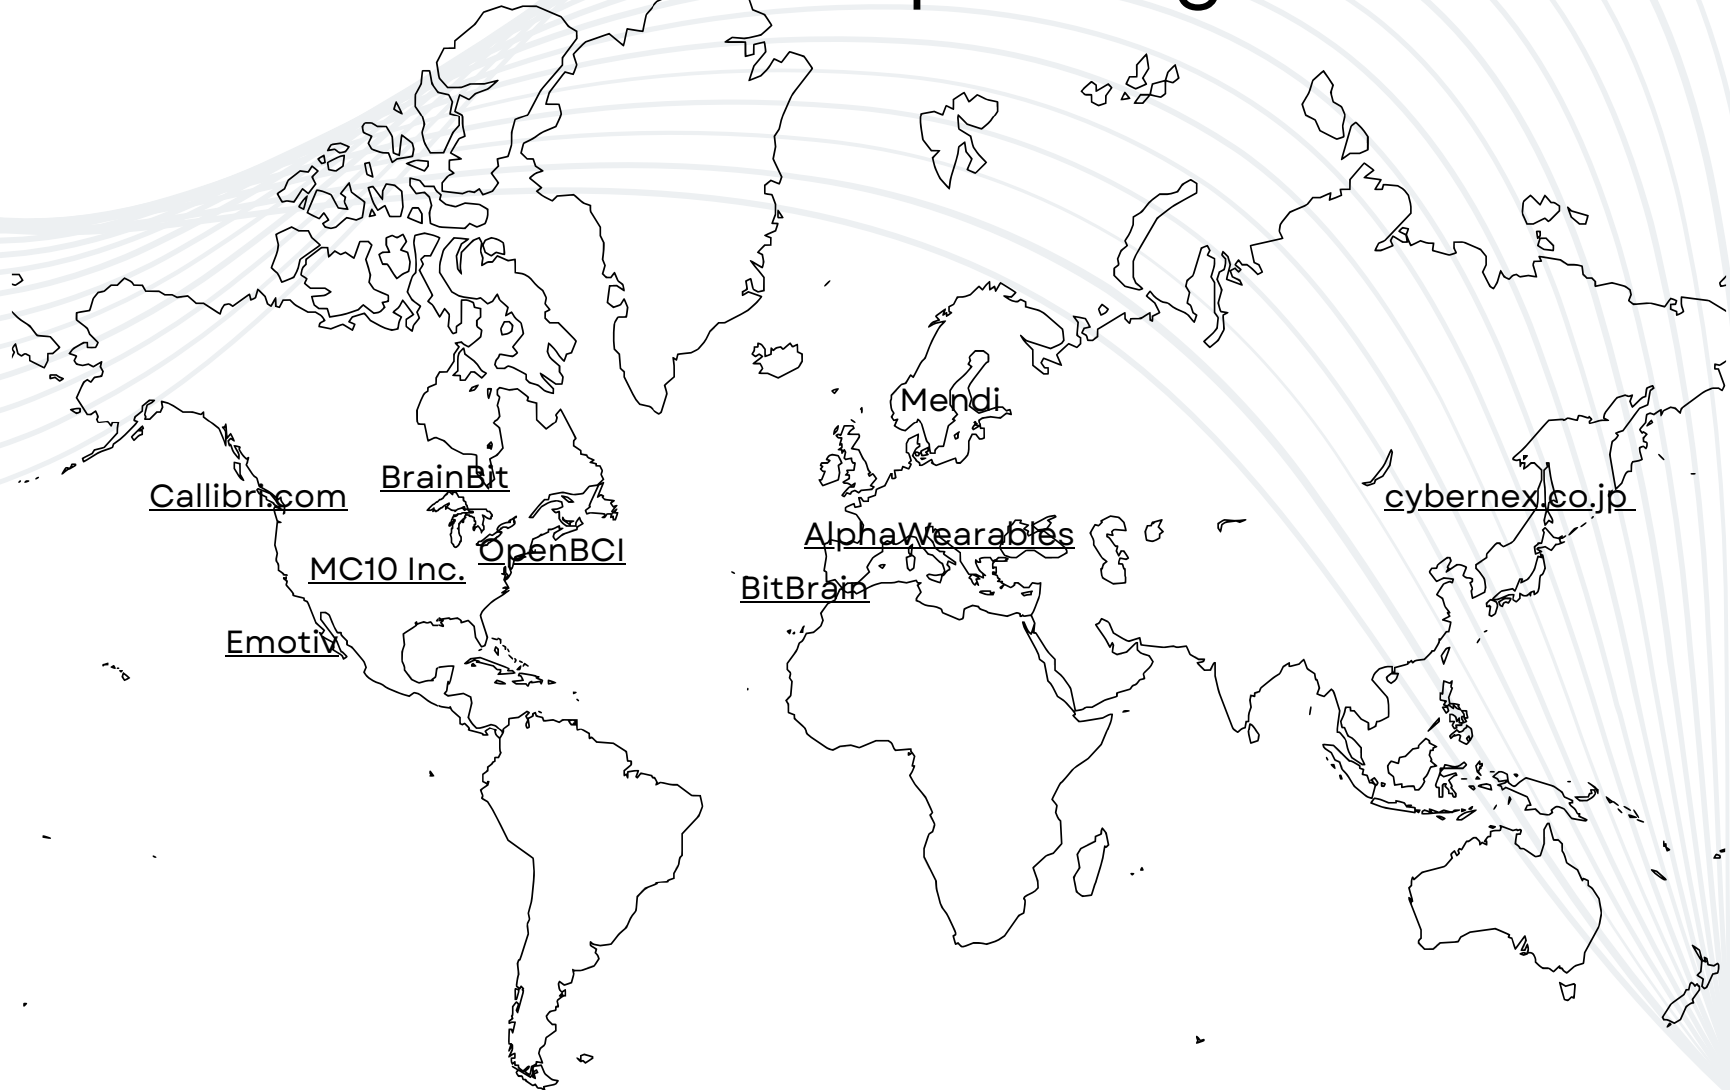 Mendi
BrainBit
Callibri.com
cybernex.co.jp
AlphaWearables
OpenBCI
MC10 Inc.
BitBrain
Emotiv